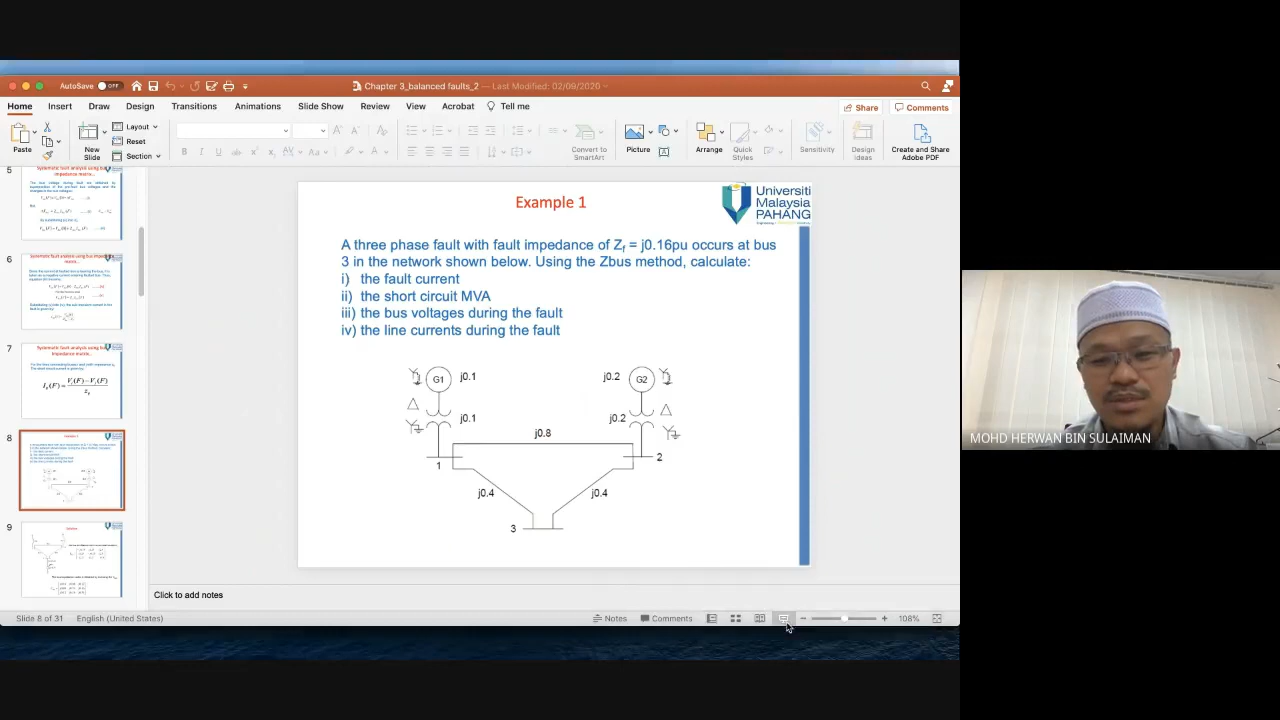 AutoSave OFF
Chapter 3_balanced faults_2 — Last Modified: 02/09/2020
Home Insert Draw Design Transitions Animations Slide Show Review View Acrobat Tell me
Share Comments
Paste
New Slide
Layout
Reset
Section
Convert to SmartArt
Picture
Arrange
Quick Styles
Sensitivity
Design Ideas
Create and Share Adobe PDF
5
6
7
8
9
Example 1
Universiti
Malaysia
PAHANG
A three phase fault with fault impedance of Zf = j0.16pu occurs at bus
3 in the network shown below. Using the Zbus method, calculate:
i) the fault current
ii) the short circuit MVA
iii) the bus voltages during the fault
iv) the line currents during the fault
G1 j0.1
j0.2 G2
j0.1
j0.2
j0.8
1
2
j0.4
j0.4
3
MOHD HERWAN BIN SULAIMAN
Click to add notes
Slide 8 of 31 English (United States)
Notes Comments
108%